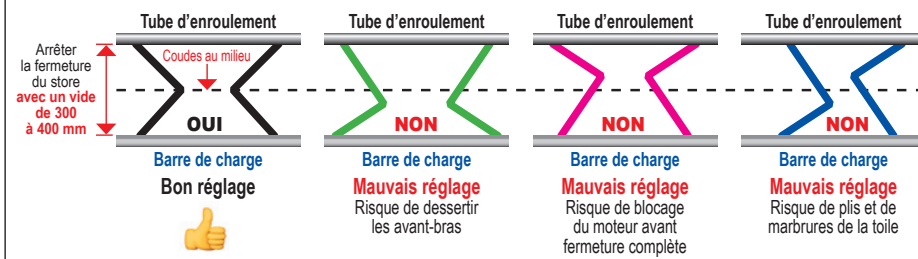 Tube d'enroulement
Arrêter
la fermeture
du store
avec un vide
de 300
à 400 mm
Coudes au milieu
OUI
Barre de charge
Bon réglage
Tube d'enroulement
NON
Barre de charge
Mauvais réglage
Risque de dessertir
les avant-bras
Tube d'enroulement
NON
Barre de charge
Mauvais réglage
Risque de blocage
du moteur avant
fermeture complète
Tube d'enroulement
NON
Barre de charge
Mauvais réglage
Risque de plis et de
marbrures de la toile